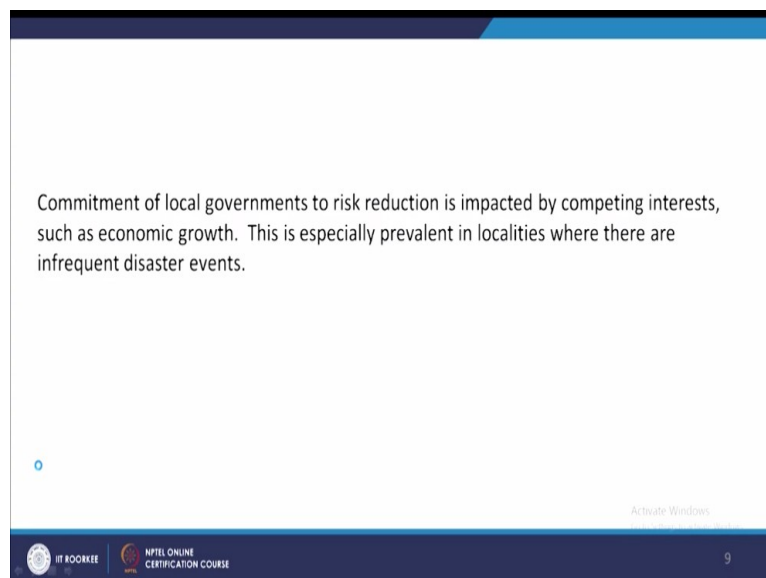 Commitment of local governments to risk reduction is impacted by competing interests,
such as economic growth.  This is especially prevalent in localities where there are
infrequent disaster events.
Activate Windows
IIT ROORKEE
NPTEL ONLINE
CERTIFICATION COURSE
9